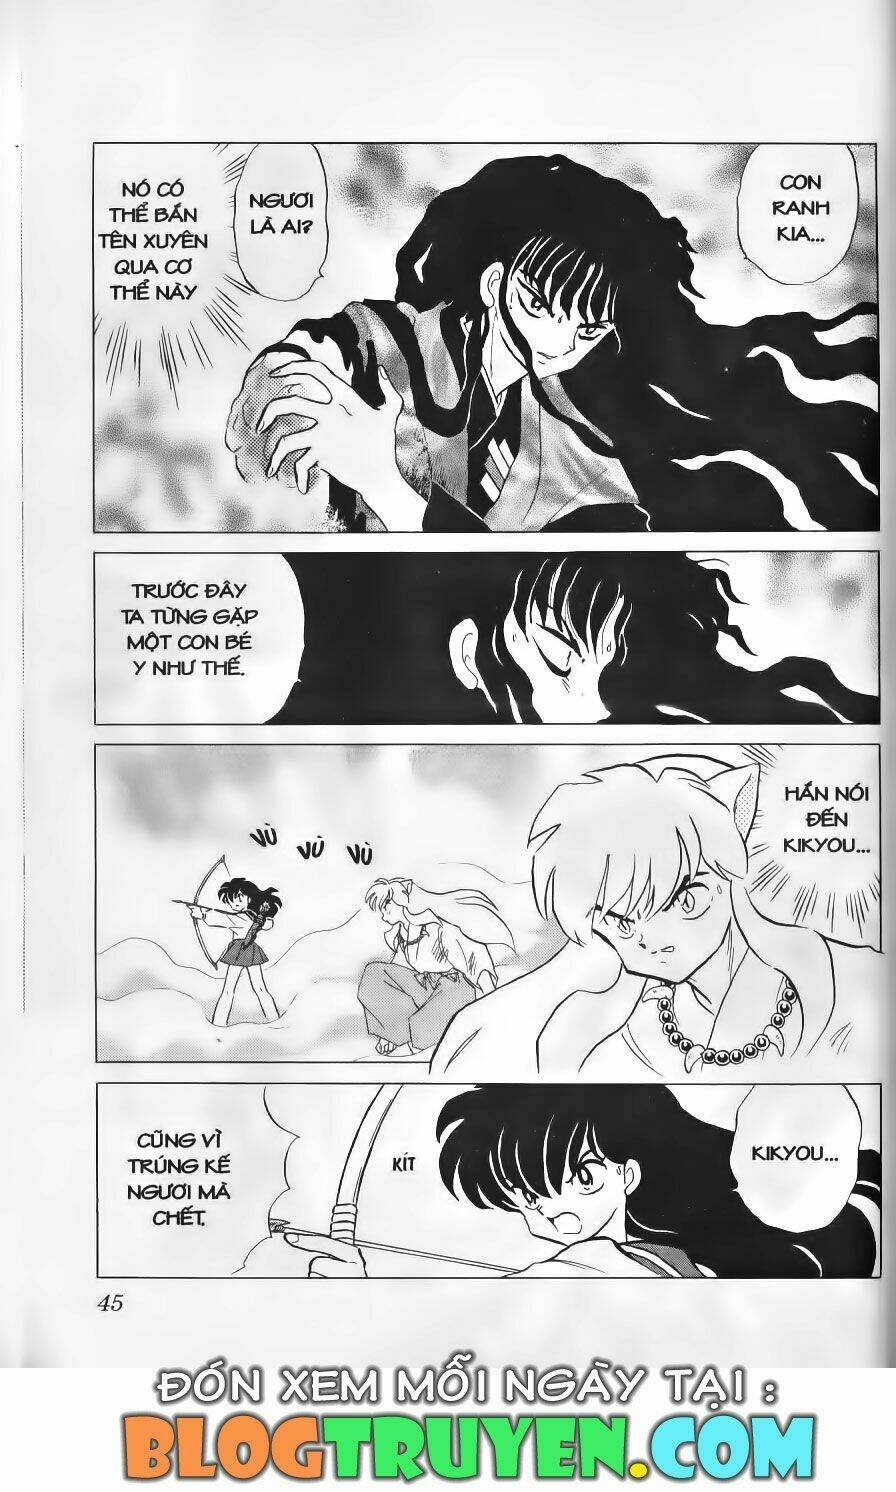 CON
RANH
KIA...
NGƯƠI
LÀ AI?
NÓ CÓ
THỂ BẮN
TÊN XUYÊN
QUA CƠ
THỂ NÀY
TRƯỚC ĐÂY
TA TỪNG GẶP
MỘT CON BÉ
Y NHƯ THẾ.
HẮN NÓI
ĐẾN
KIKYOU...
VÙ
VÙ
VÙ
KIKYOU...
KÍT
CŨNG VÌ
TRÚNG KẾ
NGƯƠI MÀ
CHẾT.
45
ĐÓN XEM MỖI NGÀY TẠI :
BLOGTRUYEN.COM